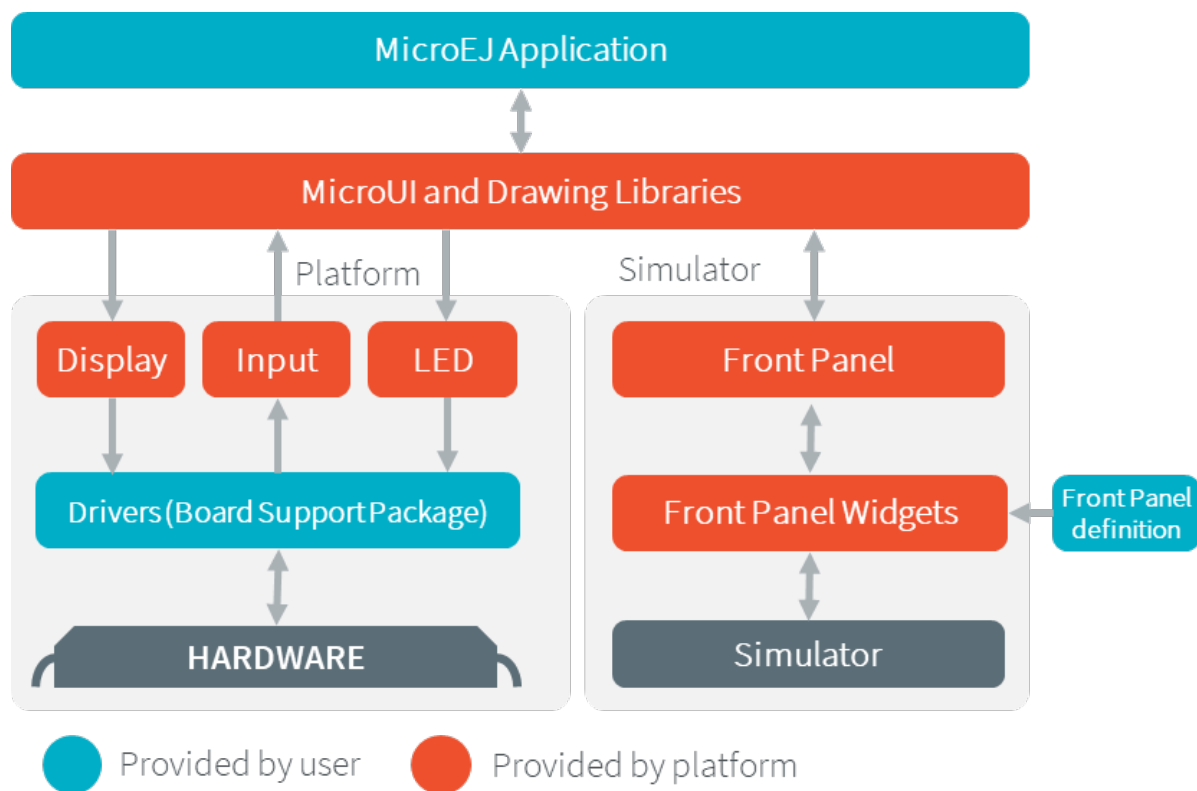 MicroEJ Application
MicroUI and Drawing Libraries
Platform
Simulator
Display
Input
LED
Front Panel
Drivers (Board Support Package)
Front Panel Widgets
Front Panel
definition
HARDWARE
Simulator
Provided by user
Provided by platform